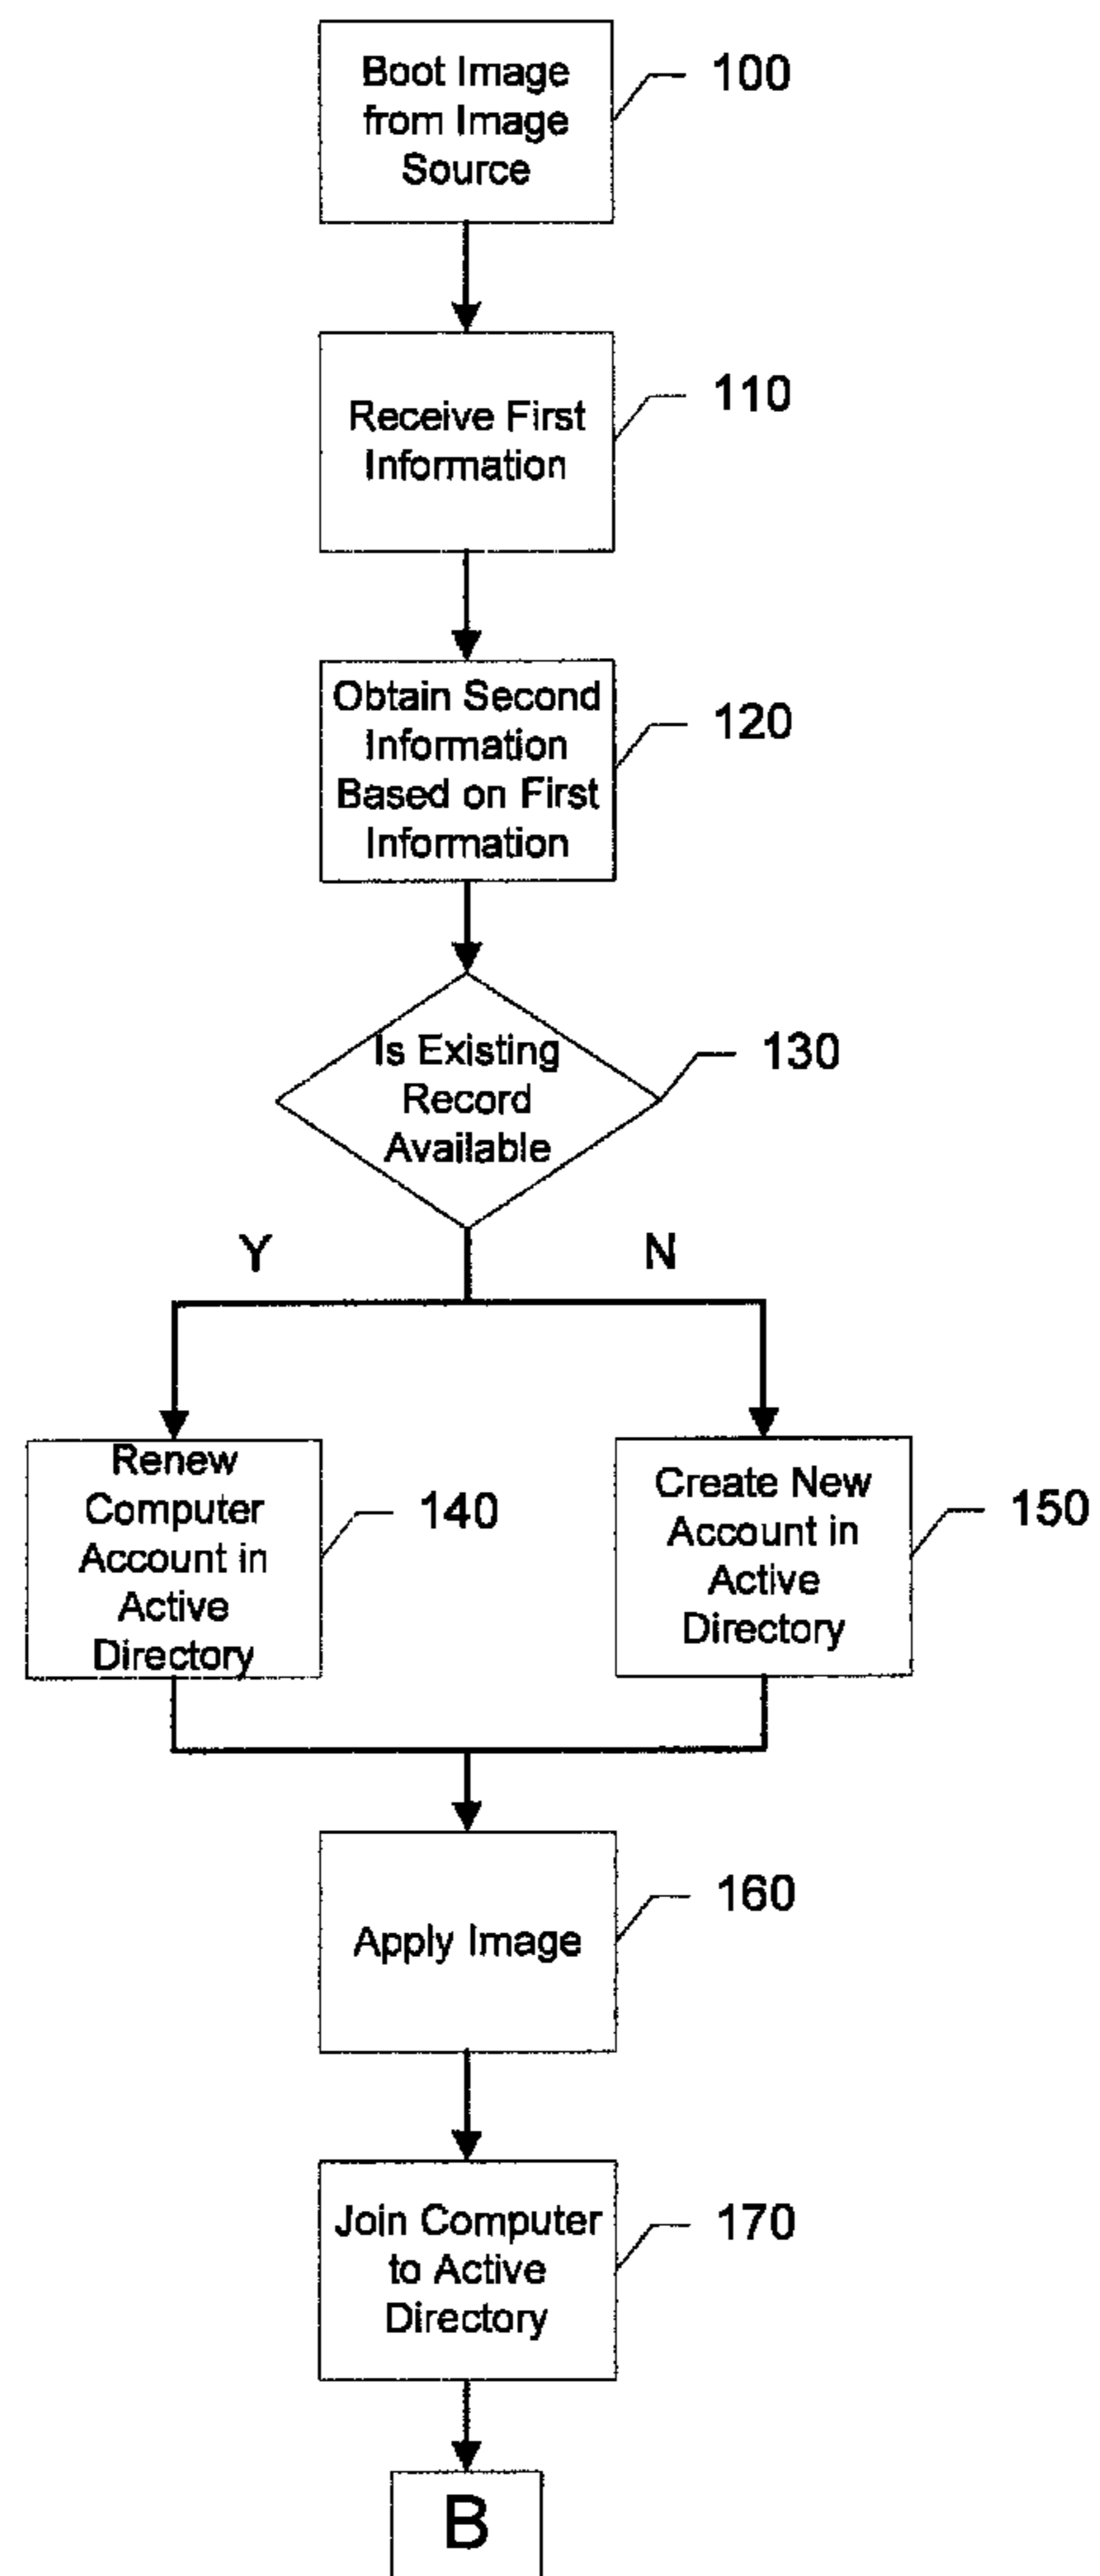 Boot Image
from Image
Source
100
Receive First
Information
110
Obtain Second
Information
Based on First
Information
120
Is Existing
Record
Available
130
Y
N
Renew
Computer
Account in
Active
Directory
140
Create New
Account in
Active
Directory
150
Apply Image
160
Join Computer
to Active
Directory
170
B